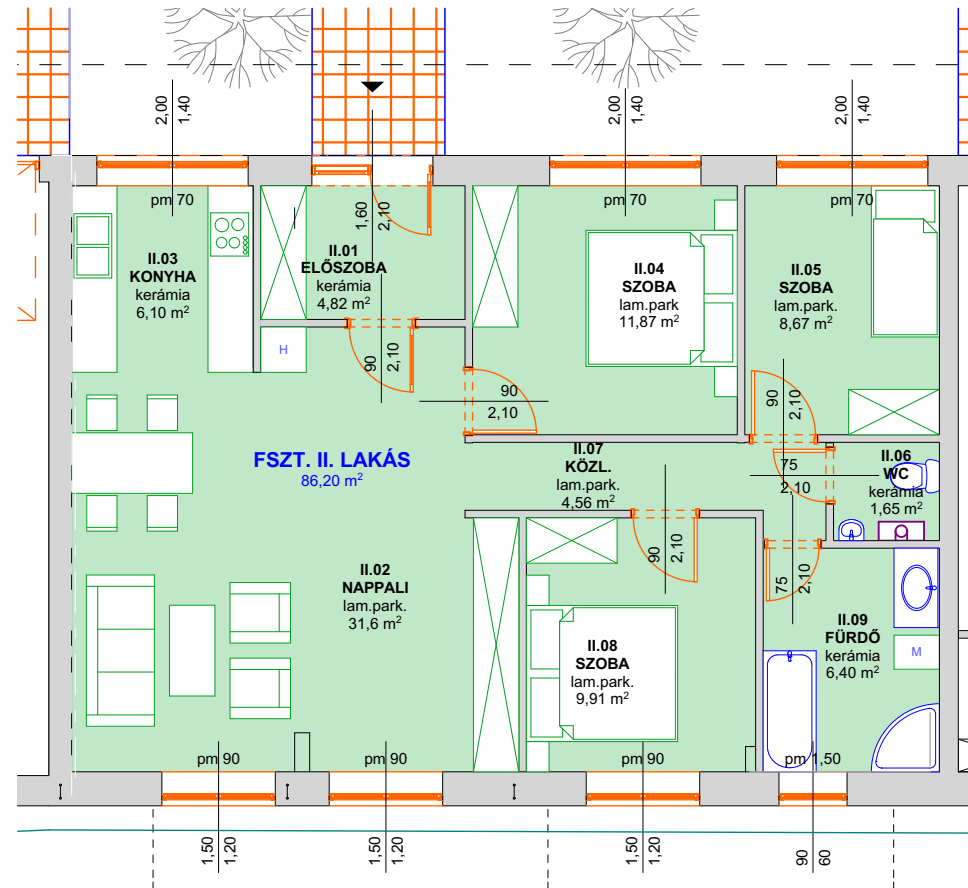 2,00
1,40
2,00
1,40
2,00
1,40
pm 70
pm 70
pm 70
1,60
2,10
II.03
KONYHA
kerámia
6,10 m²
II.01
ELŐSZOBA
kerámia
4,82 m²
II.04
SZOBA
lam.park
11,87 m²
II.05
SZOBA
lam.park.
8,67 m²
H
90
2,10
90
2,10
90
2,10
FSZT. II. LAKÁS
86,20 m²
II.07
KÖZL.
lam.park.
4,56 m²
75
2,10
II.06
WC
kerámia
1,65 m²
90
2,10
75
2,10
II.02
NAPPALI
lam.park.
31,6 m²
II.08
SZOBA
lam.park.
9,91 m²
II.09
FÜRDŐ
kerámia
6,40 m²
M
pm 90
pm 90
pm 90
pm 1,50
1,50
1,20
1,50
1,20
1,50
1,20
90
60